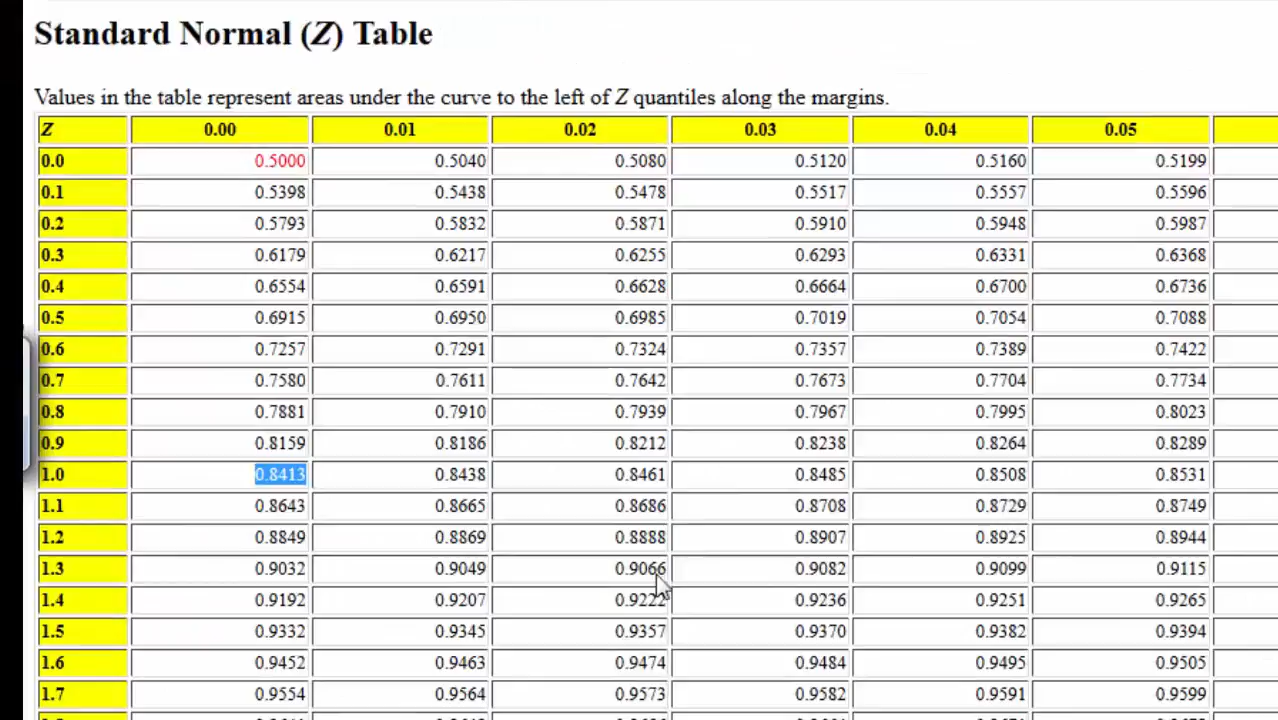 Standard Normal (Z) Table
Values in the table represent areas under the curve to the left of Z quantiles along the margins.
Z 0.00 0.01 0.02 0.03 0.04 0.05
0.0 0.5000 0.5040 0.5080 0.5120 0.5160 0.5199
0.1 0.5398 0.5438 0.5478 0.5517 0.5557 0.5596
0.2 0.5793 0.5832 0.5871 0.5910 0.5948 0.5987
0.3 0.6179 0.6217 0.6255 0.6293 0.6331 0.6368
0.4 0.6554 0.6591 0.6628 0.6664 0.6700 0.6736
0.5 0.6915 0.6950 0.6985 0.7019 0.7054 0.7088
0.6 0.7257 0.7291 0.7324 0.7357 0.7389 0.7422
0.7 0.7580 0.7611 0.7642 0.7673 0.7704 0.7734
0.8 0.7881 0.7910 0.7939 0.7967 0.7995 0.8023
0.9 0.8159 0.8186 0.8212 0.8238 0.8264 0.8289
1.0 0.8413 0.8438 0.8461 0.8485 0.8508 0.8531
1.1 0.8643 0.8665 0.8686 0.8708 0.8729 0.8749
1.2 0.8849 0.8869 0.8888 0.8907 0.8925 0.8944
1.3 0.9032 0.9049 0.9066 0.9082 0.9099 0.9115
1.4 0.9192 0.9207 0.9222 0.9236 0.9251 0.9265
1.5 0.9332 0.9345 0.9357 0.9370 0.9382 0.9394
1.6 0.9452 0.9463 0.9474 0.9484 0.9495 0.9505
1.7 0.9554 0.9564 0.9573 0.9582 0.9591 0.9599